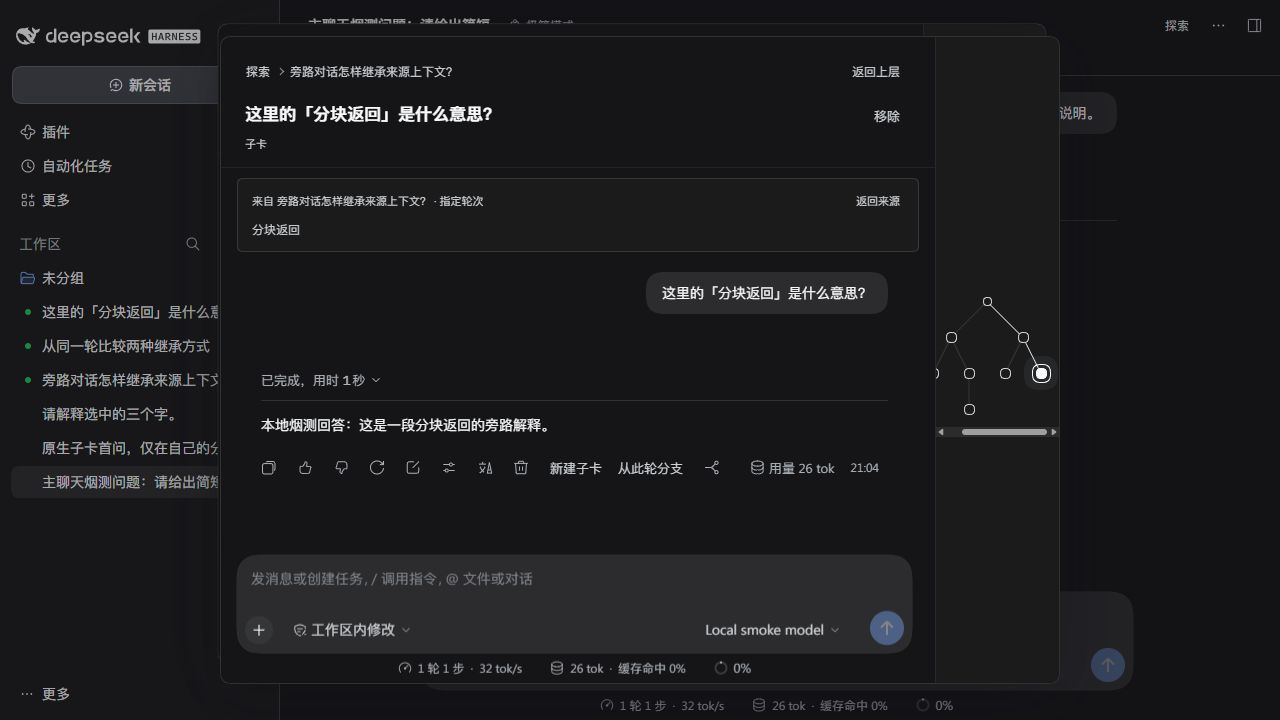 deepseek HARNESS
新会话
插件
自动化任务
更多
工作区
未分组
这里的「分块返回」是什么意
从同一轮比较两种继承方式
旁路对话怎样继承来源上下文
请解释选中的三个字。
原生子卡首问，仅在自己的分
主聊天烟测问题：请给出简短
更多
探索
说明。
探索 > 旁路对话怎样继承来源上下文？
返回上层
这里的「分块返回」是什么意思？
移除
子卡
来自 旁路对话怎样继承来源上下文？ · 指定轮次
返回来源
分块返回
这里的「分块返回」是什么意思？
已完成，用时 1 秒
本地烟测回答：这是一段分块返回的旁路解释。
新建子卡 从此轮分支 用量 26 tok 21:04
发消息或创建任务, / 调用指令, @ 文件或对话
工作区内修改
Local smoke model
1 轮 1 步 · 32 tok/s 26 tok · 缓存命中 0% 0%
1 轮 1 步 · 32 tok/s 26 tok · 缓存命中 0% 0%